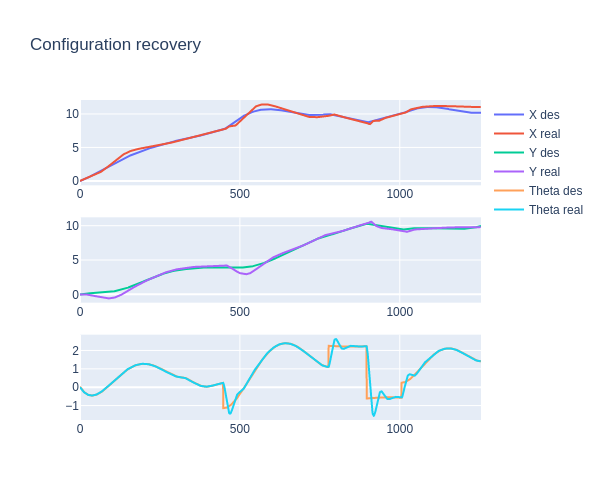 Configuration recovery
10
5
0
0 500 1000
10
5
0
0 500 1000
2
1
0
−1
0 500 1000
X des
X real
Y des
Y real
Theta des
Theta real